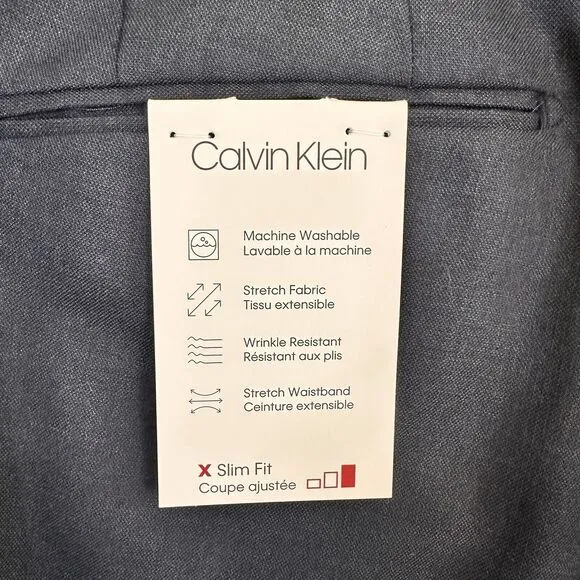 Calvin Klein
Machine Washable
Lavable à la machine
Stretch Fabric
Tissu extensible
Wrinkle Resistant
Résistant aux plis
Stretch Waistband
Ceinture extensible
X Slim Fit
Coupe ajustée